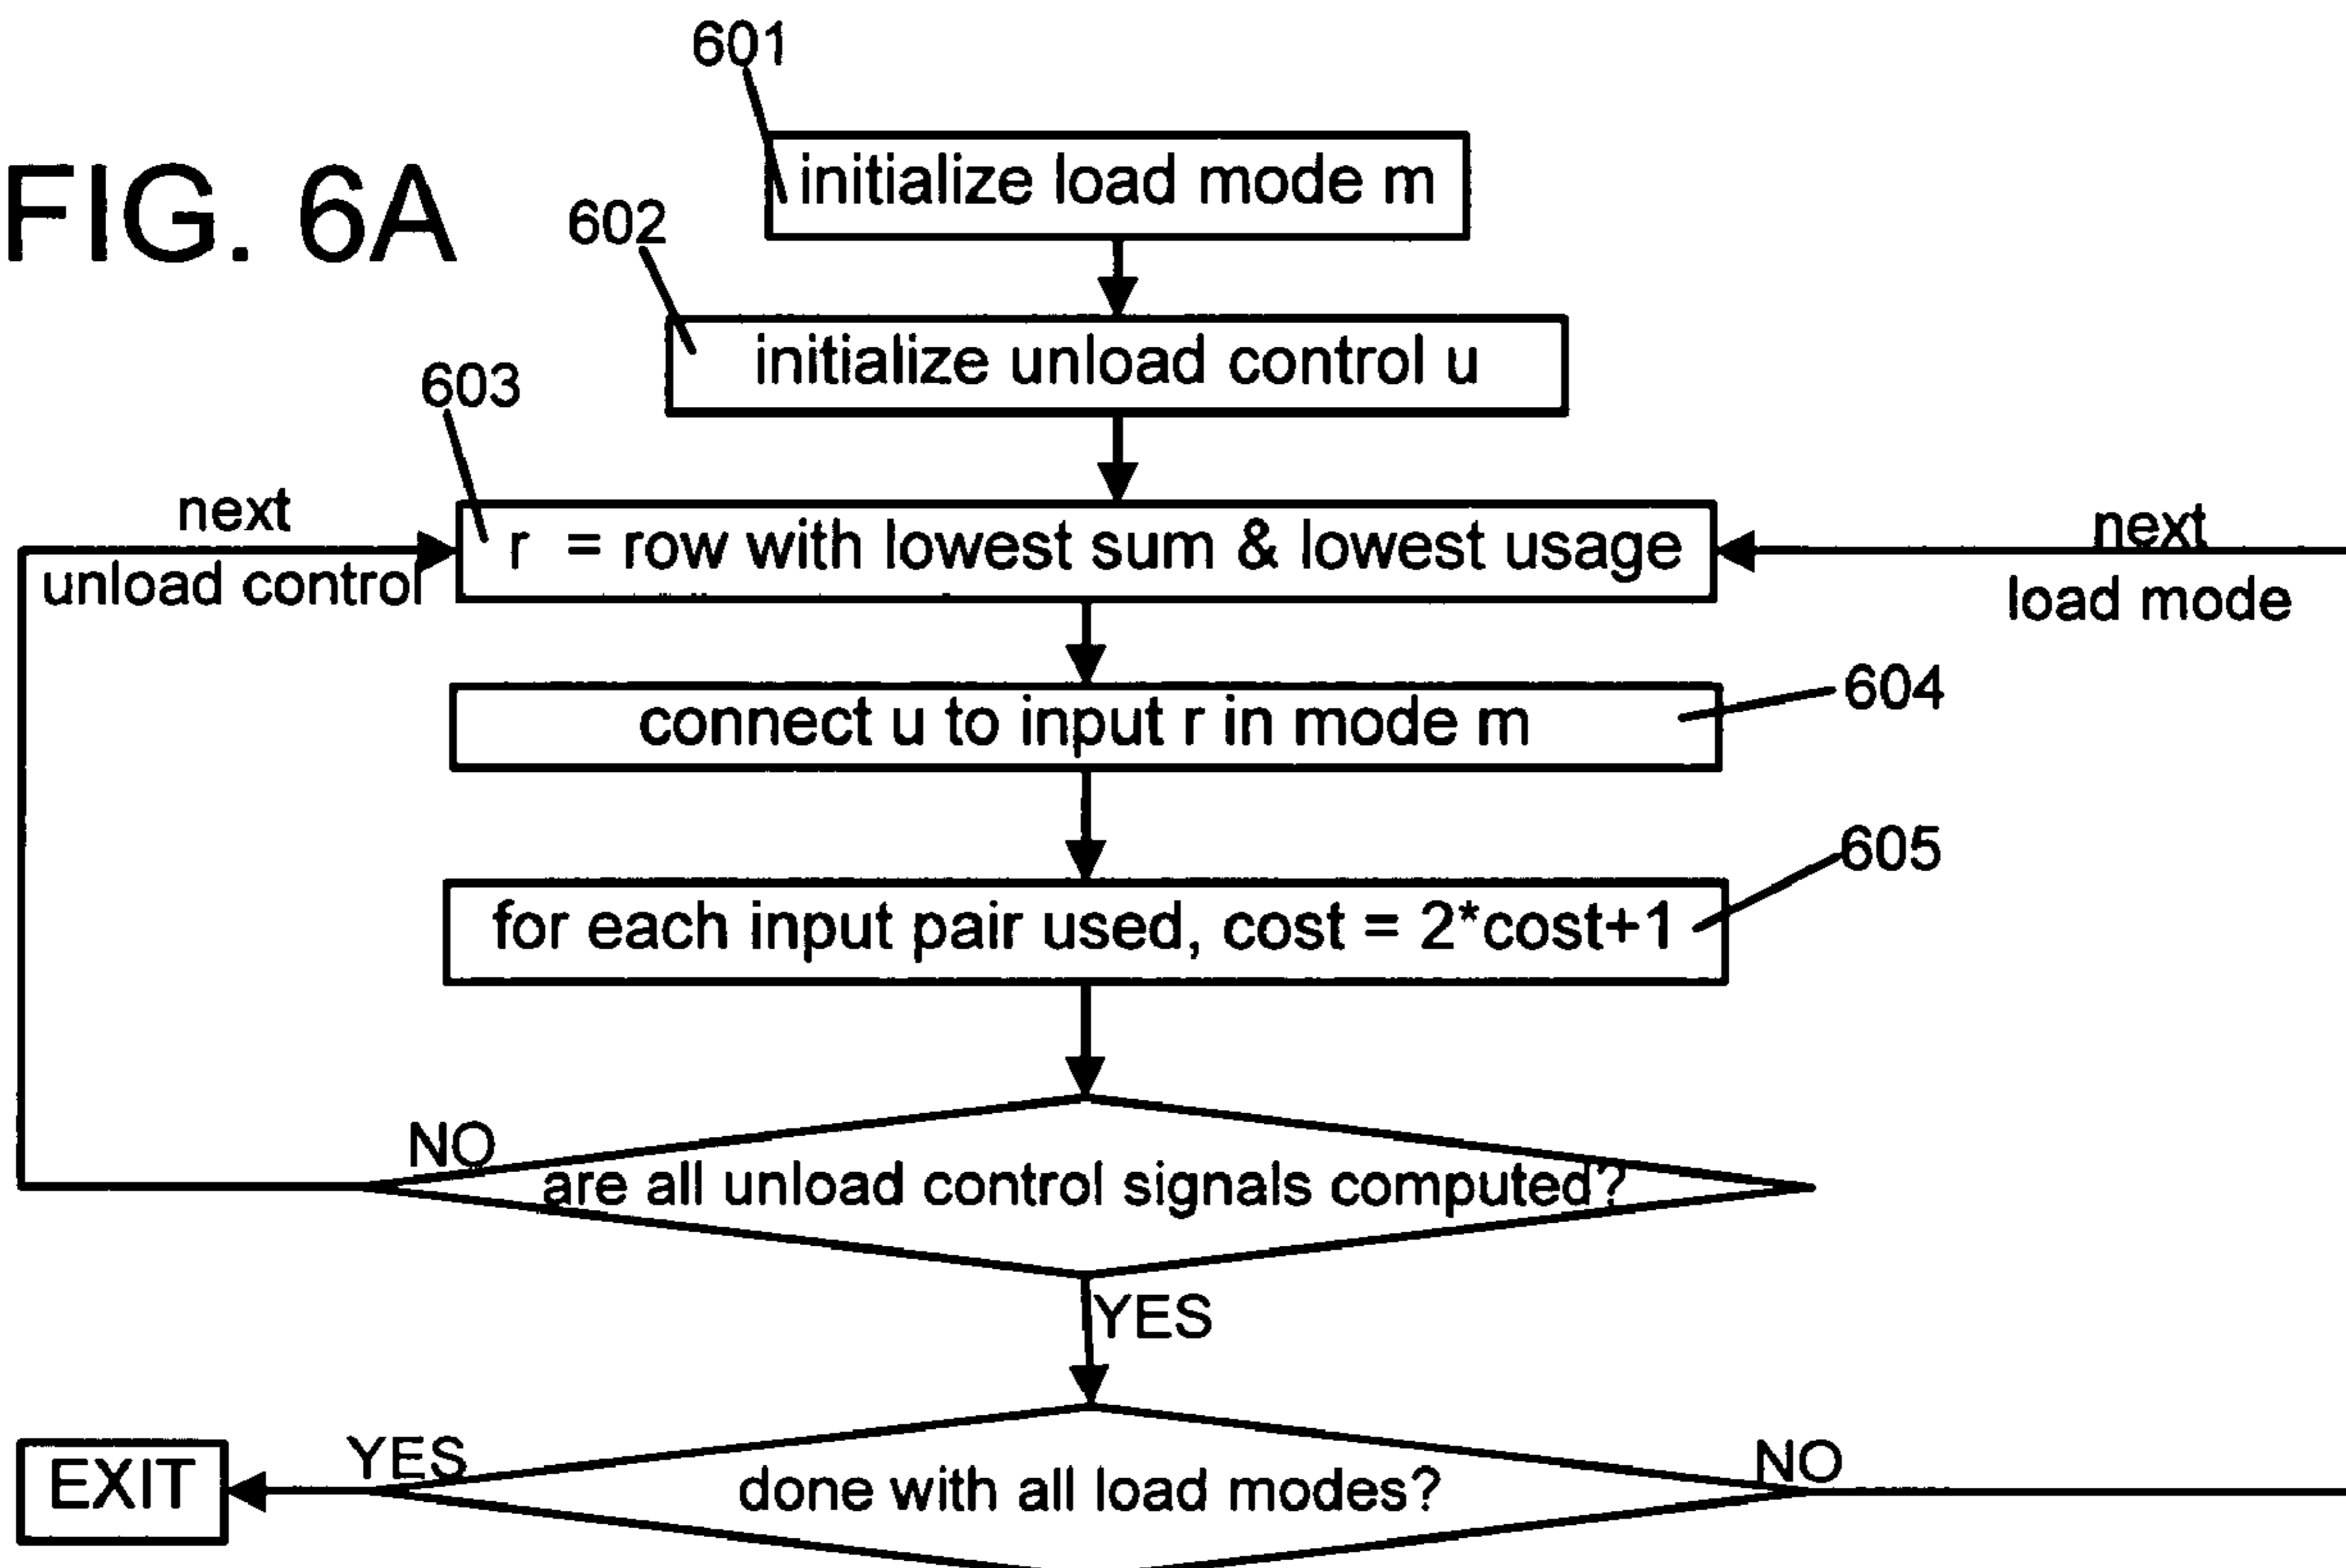 601
FIG. 6A
initialize load mode m
602
initialize unload control u
603
next
unload control
r = row with lowest sum & lowest usage
next
load mode
connect u to input r in mode m
604
for each input pair used, cost = 2*cost+1
605
NO
are all unload control signals computed?
YES
EXIT
YES
done with all load modes?
NO